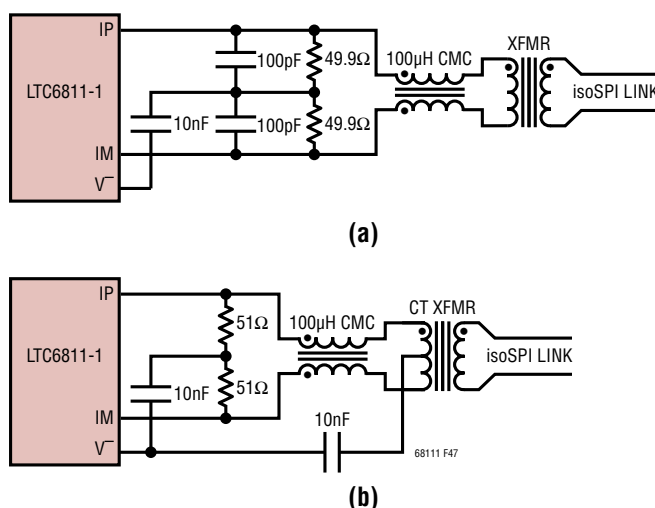 IP
LTC6811-1
100pF
49.9Ω
100µH CMC
XFMR
isoSPI LINK
10nF
100pF
49.9Ω
IM
V–
(a)
IP
LTC6811-1
51Ω
100µH CMC
CT XFMR
isoSPI LINK
10nF
51Ω
IM
10nF
V–
68111 F47
(b)